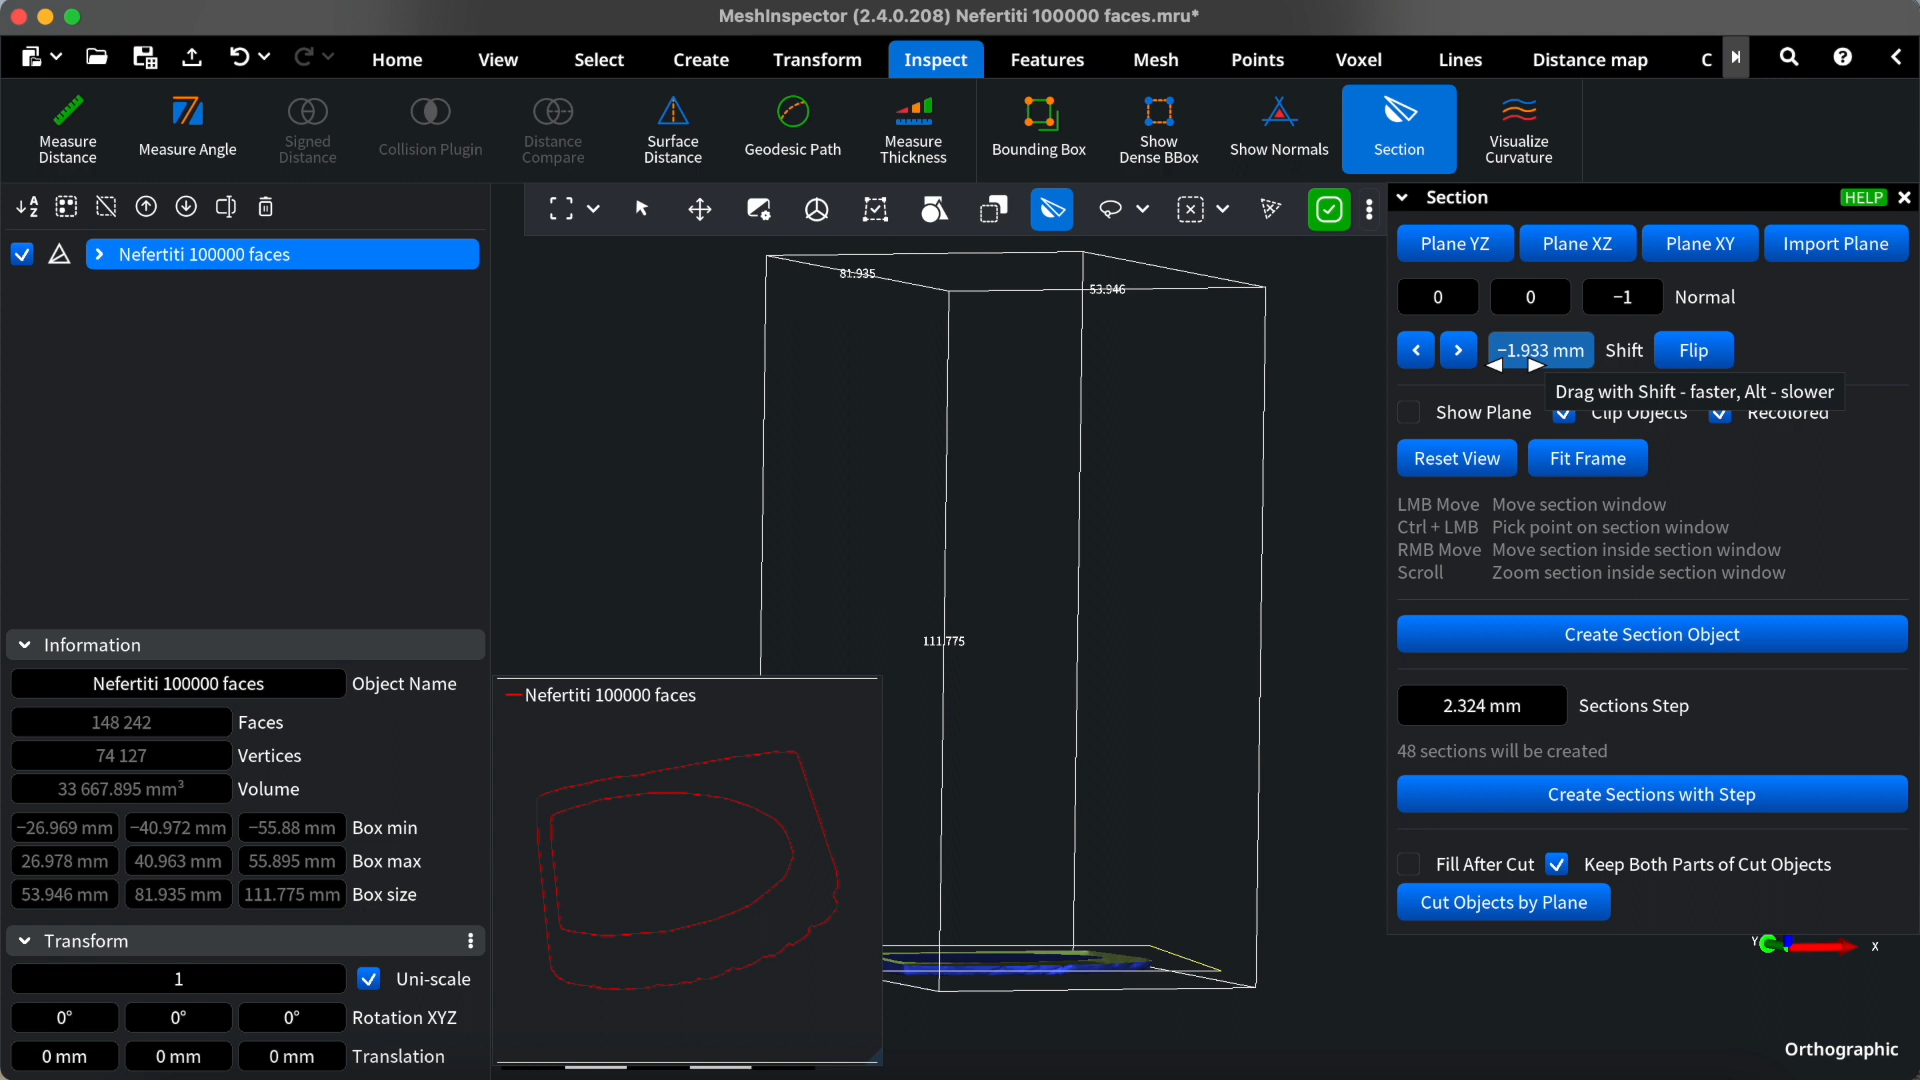 MeshInspector (2.4.0.208) Nefertiti 100000 faces.mru*
Home View Select Create Transform Inspect Features Mesh Points Voxel Lines Distance map C
Measure Distance
Measure Angle
Signed Distance
Collision Plugin
Distance Compare
Surface Distance
Geodesic Path
Measure Thickness
Bounding Box
Show Dense BBox
Show Normals
Section
Visualize Curvature
Nefertiti 100000 faces
Information
Nefertiti 100000 faces Object Name
148 242 Faces
74 127 Vertices
33 667.895 mm³ Volume
−26.969 mm −40.972 mm −55.88 mm Box min
26.978 mm 40.963 mm 55.895 mm Box max
53.946 mm 81.935 mm 111.775 mm Box size
Transform
1 Uni-scale
0° 0° 0° Rotation XYZ
0 mm 0 mm 0 mm Translation
81.935
53.946
111.775
Nefertiti 100000 faces
Section HELP
Plane YZ Plane XZ Plane XY Import Plane
0 0 −1 Normal
−1.933 mm Shift Flip
Drag with Shift - faster, Alt - slower
Show Plane Clip Objects Recolored
Reset View Fit Frame
LMB Move Move section window
Ctrl + LMB Pick point on section window
RMB Move Move section inside section window
Scroll Zoom section inside section window
Create Section Object
2.324 mm Sections Step
48 sections will be created
Create Sections with Step
Fill After Cut Keep Both Parts of Cut Objects
Cut Objects by Plane
Y X
Orthographic